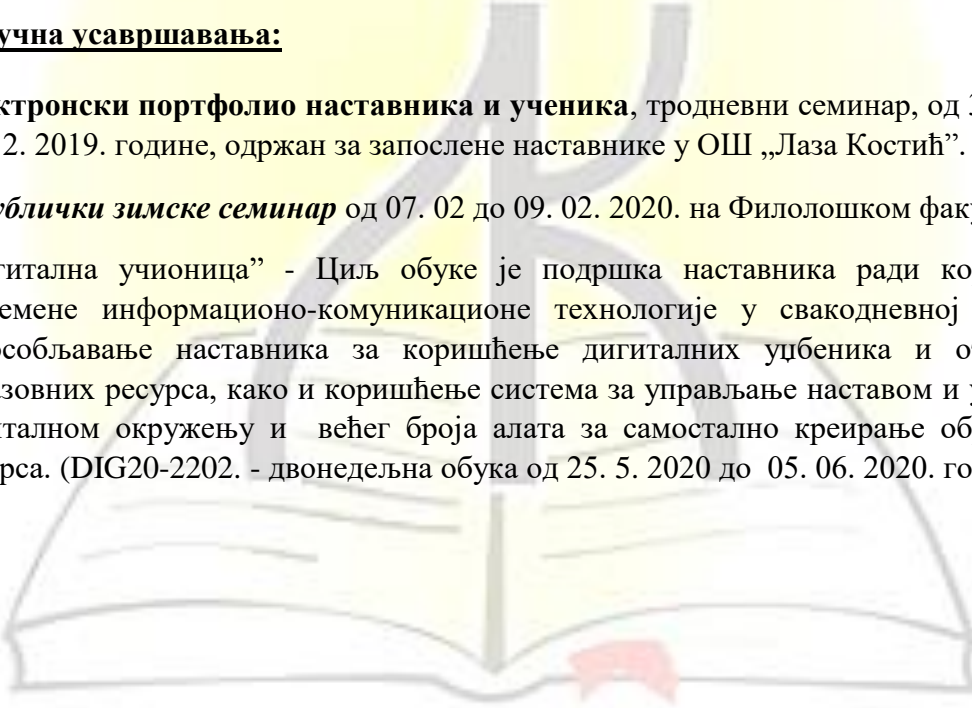 учна усавршавања:
ктронски портфолио наставника и ученика, тродневни семинар, од 3
2. 2019. године, одржан за запослене наставнике у ОШ „Лаза Костић”.
ублички зимске семинар од 07. 02 до 09. 02. 2020. на Филолошком факу
гитална учионица” - Циљ обуке је подршка наставника ради ко
емене информационо-комуникационе технологије у свакодневној
особљавање наставника за коришћење дигиталних уџбеника и о
азовних ресурса, како и коришћење система за управљање наставом и у
италном окружењу и већег броја алата за самостално креирање об
рса. (DIG20-2202. - двонедељна обука од 25. 5. 2020 до 05. 06. 2020. го